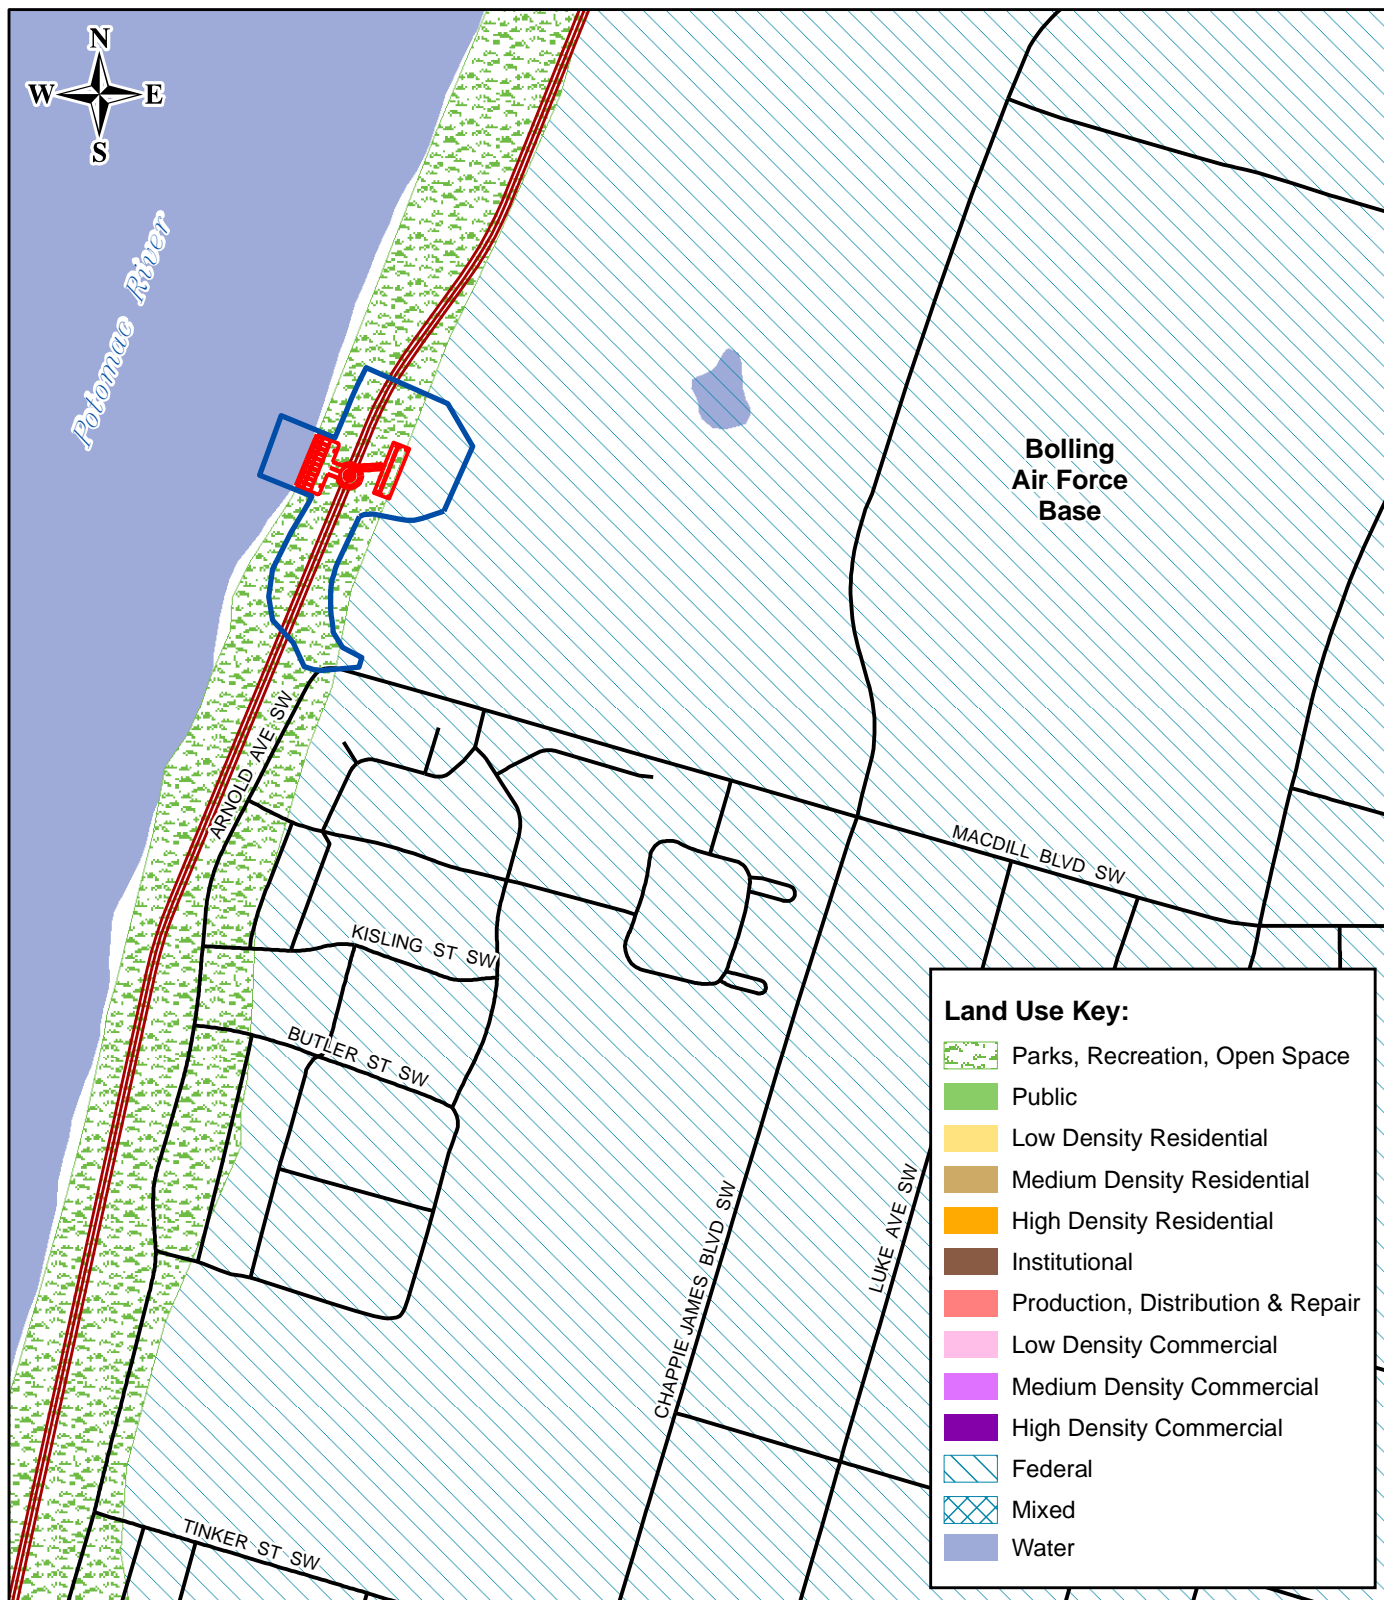 N
W E
S
Potomac River
Bolling
Air Force
Base
ARNOLD AVE SW
MACDILL BLVD SW
KISLING ST SW
BUTLER ST SW
CHAPPIE JAMES BLVD SW
LUKE AVE SW
TINKER ST SW
Land Use Key:
Parks, Recreation, Open Space
Public
Low Density Residential
Medium Density Residential
High Density Residential
Institutional
Production, Distribution & Repair
Low Density Commercial
Medium Density Commercial
High Density Commercial
Federal
Mixed
Water